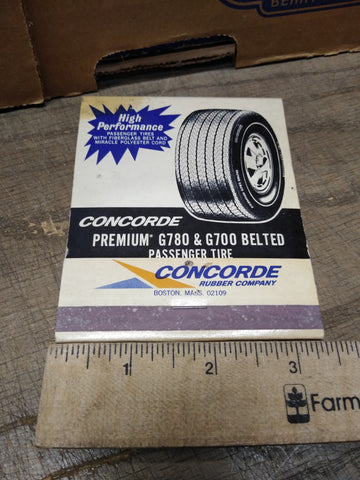 BERR
High
Performance
PASSENGER TIRES
WITH FIBERGLASS BELT AND
MIRACLE POLYESTER CORD
CONCORDE
PREMIUM* G780 & G700 BELTED
PASSENGER TIRE
CONCORDE
RUBBER COMPANY
BOSTON, MASS. 02109
1
2
3
Farm